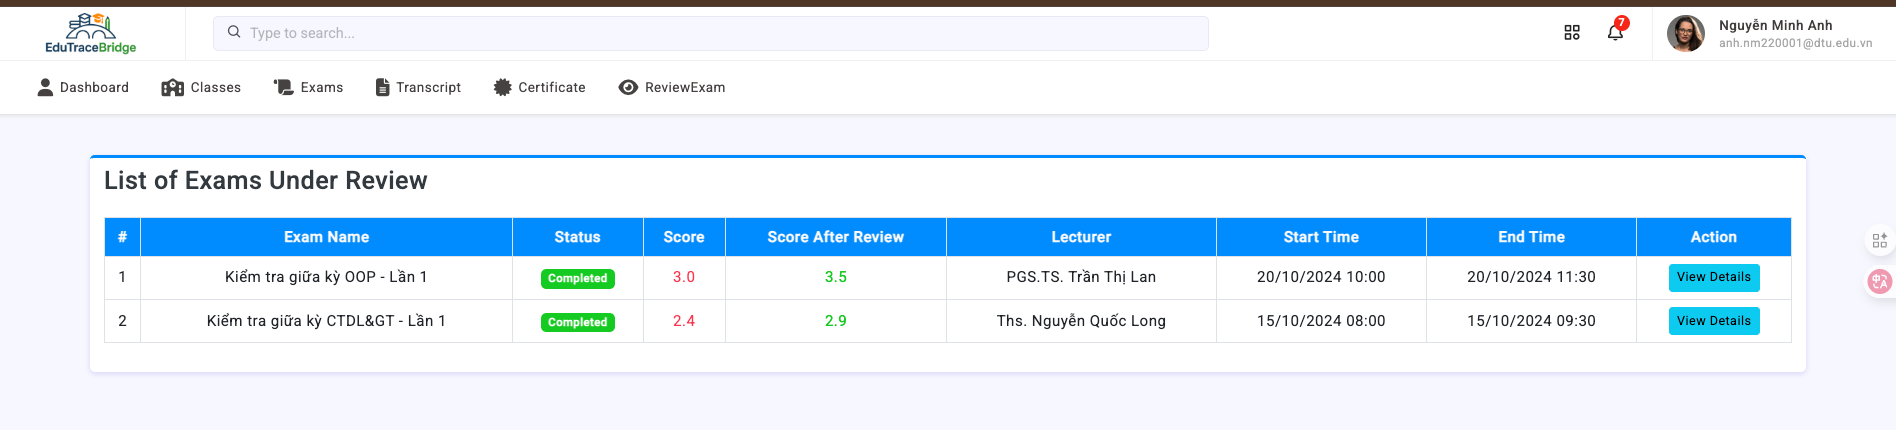 EduTraceBridge
Type to search...
7
Nguyễn Minh Anh
anh.nm220001@dtu.edu.vn
Dashboard Classes Exams Transcript Certificate ReviewExam
List of Exams Under Review
# Exam Name Status Score Score After Review Lecturer Start Time End Time Action
1 Kiểm tra giữa kỳ OOP - Lần 1 Completed 3.0 3.5 PGS.TS. Trần Thị Lan 20/10/2024 10:00 20/10/2024 11:30 View Details
2 Kiểm tra giữa kỳ CTDL&GT - Lần 1 Completed 2.4 2.9 Ths. Nguyễn Quốc Long 15/10/2024 08:00 15/10/2024 09:30 View Details
中A